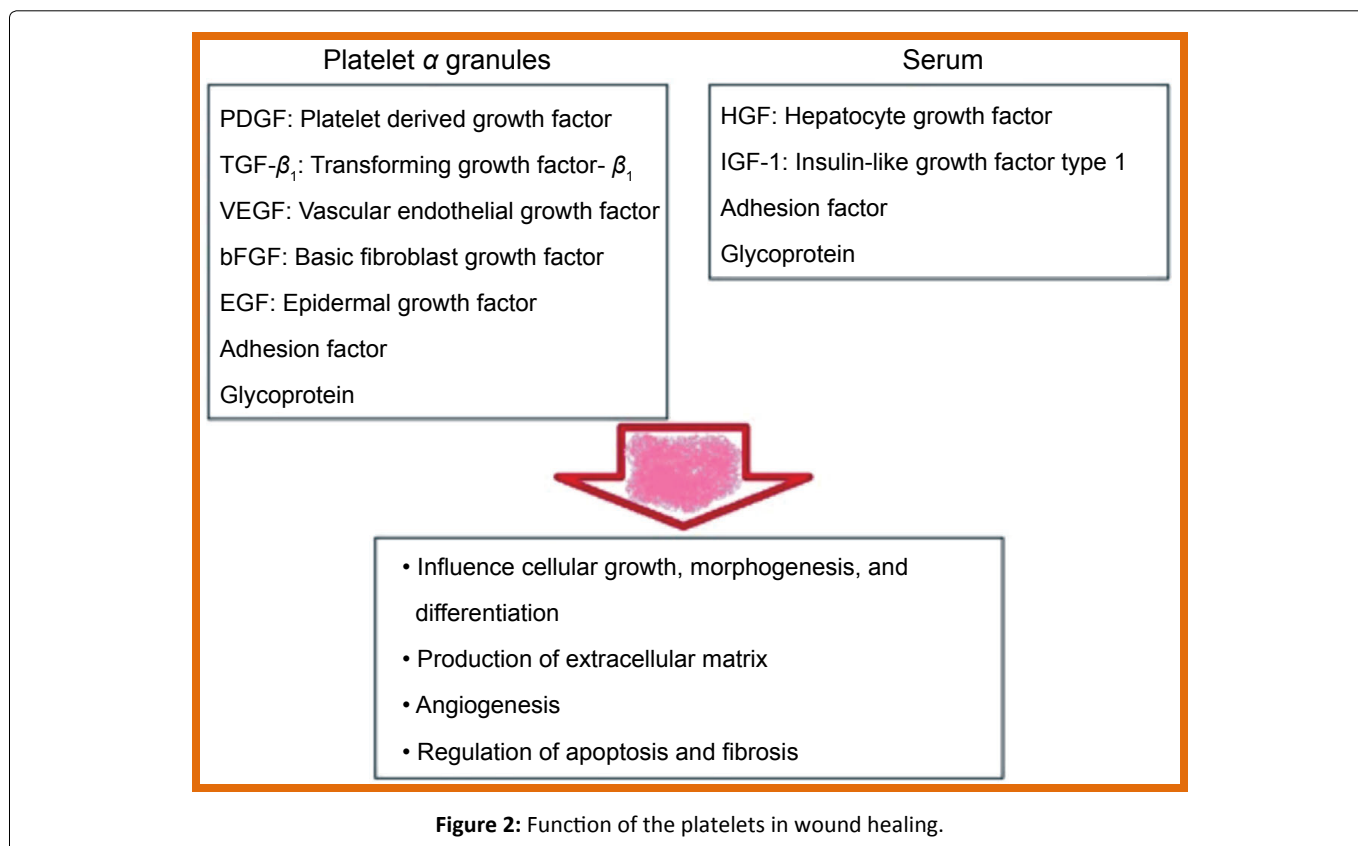 Platelet α granules
PDGF: Platelet derived growth factor
TGF-β₁: Transforming growth factor- β₁
VEGF: Vascular endothelial growth factor
bFGF: Basic fibroblast growth factor
EGF: Epidermal growth factor
Adhesion factor
Glycoprotein
Serum
HGF: Hepatocyte growth factor
IGF-1: Insulin-like growth factor type 1
Adhesion factor
Glycoprotein
• Influence cellular growth, morphogenesis, and
differentiation
• Production of extracellular matrix
• Angiogenesis
• Regulation of apoptosis and fibrosis
Figure 2: Function of the platelets in wound healing.